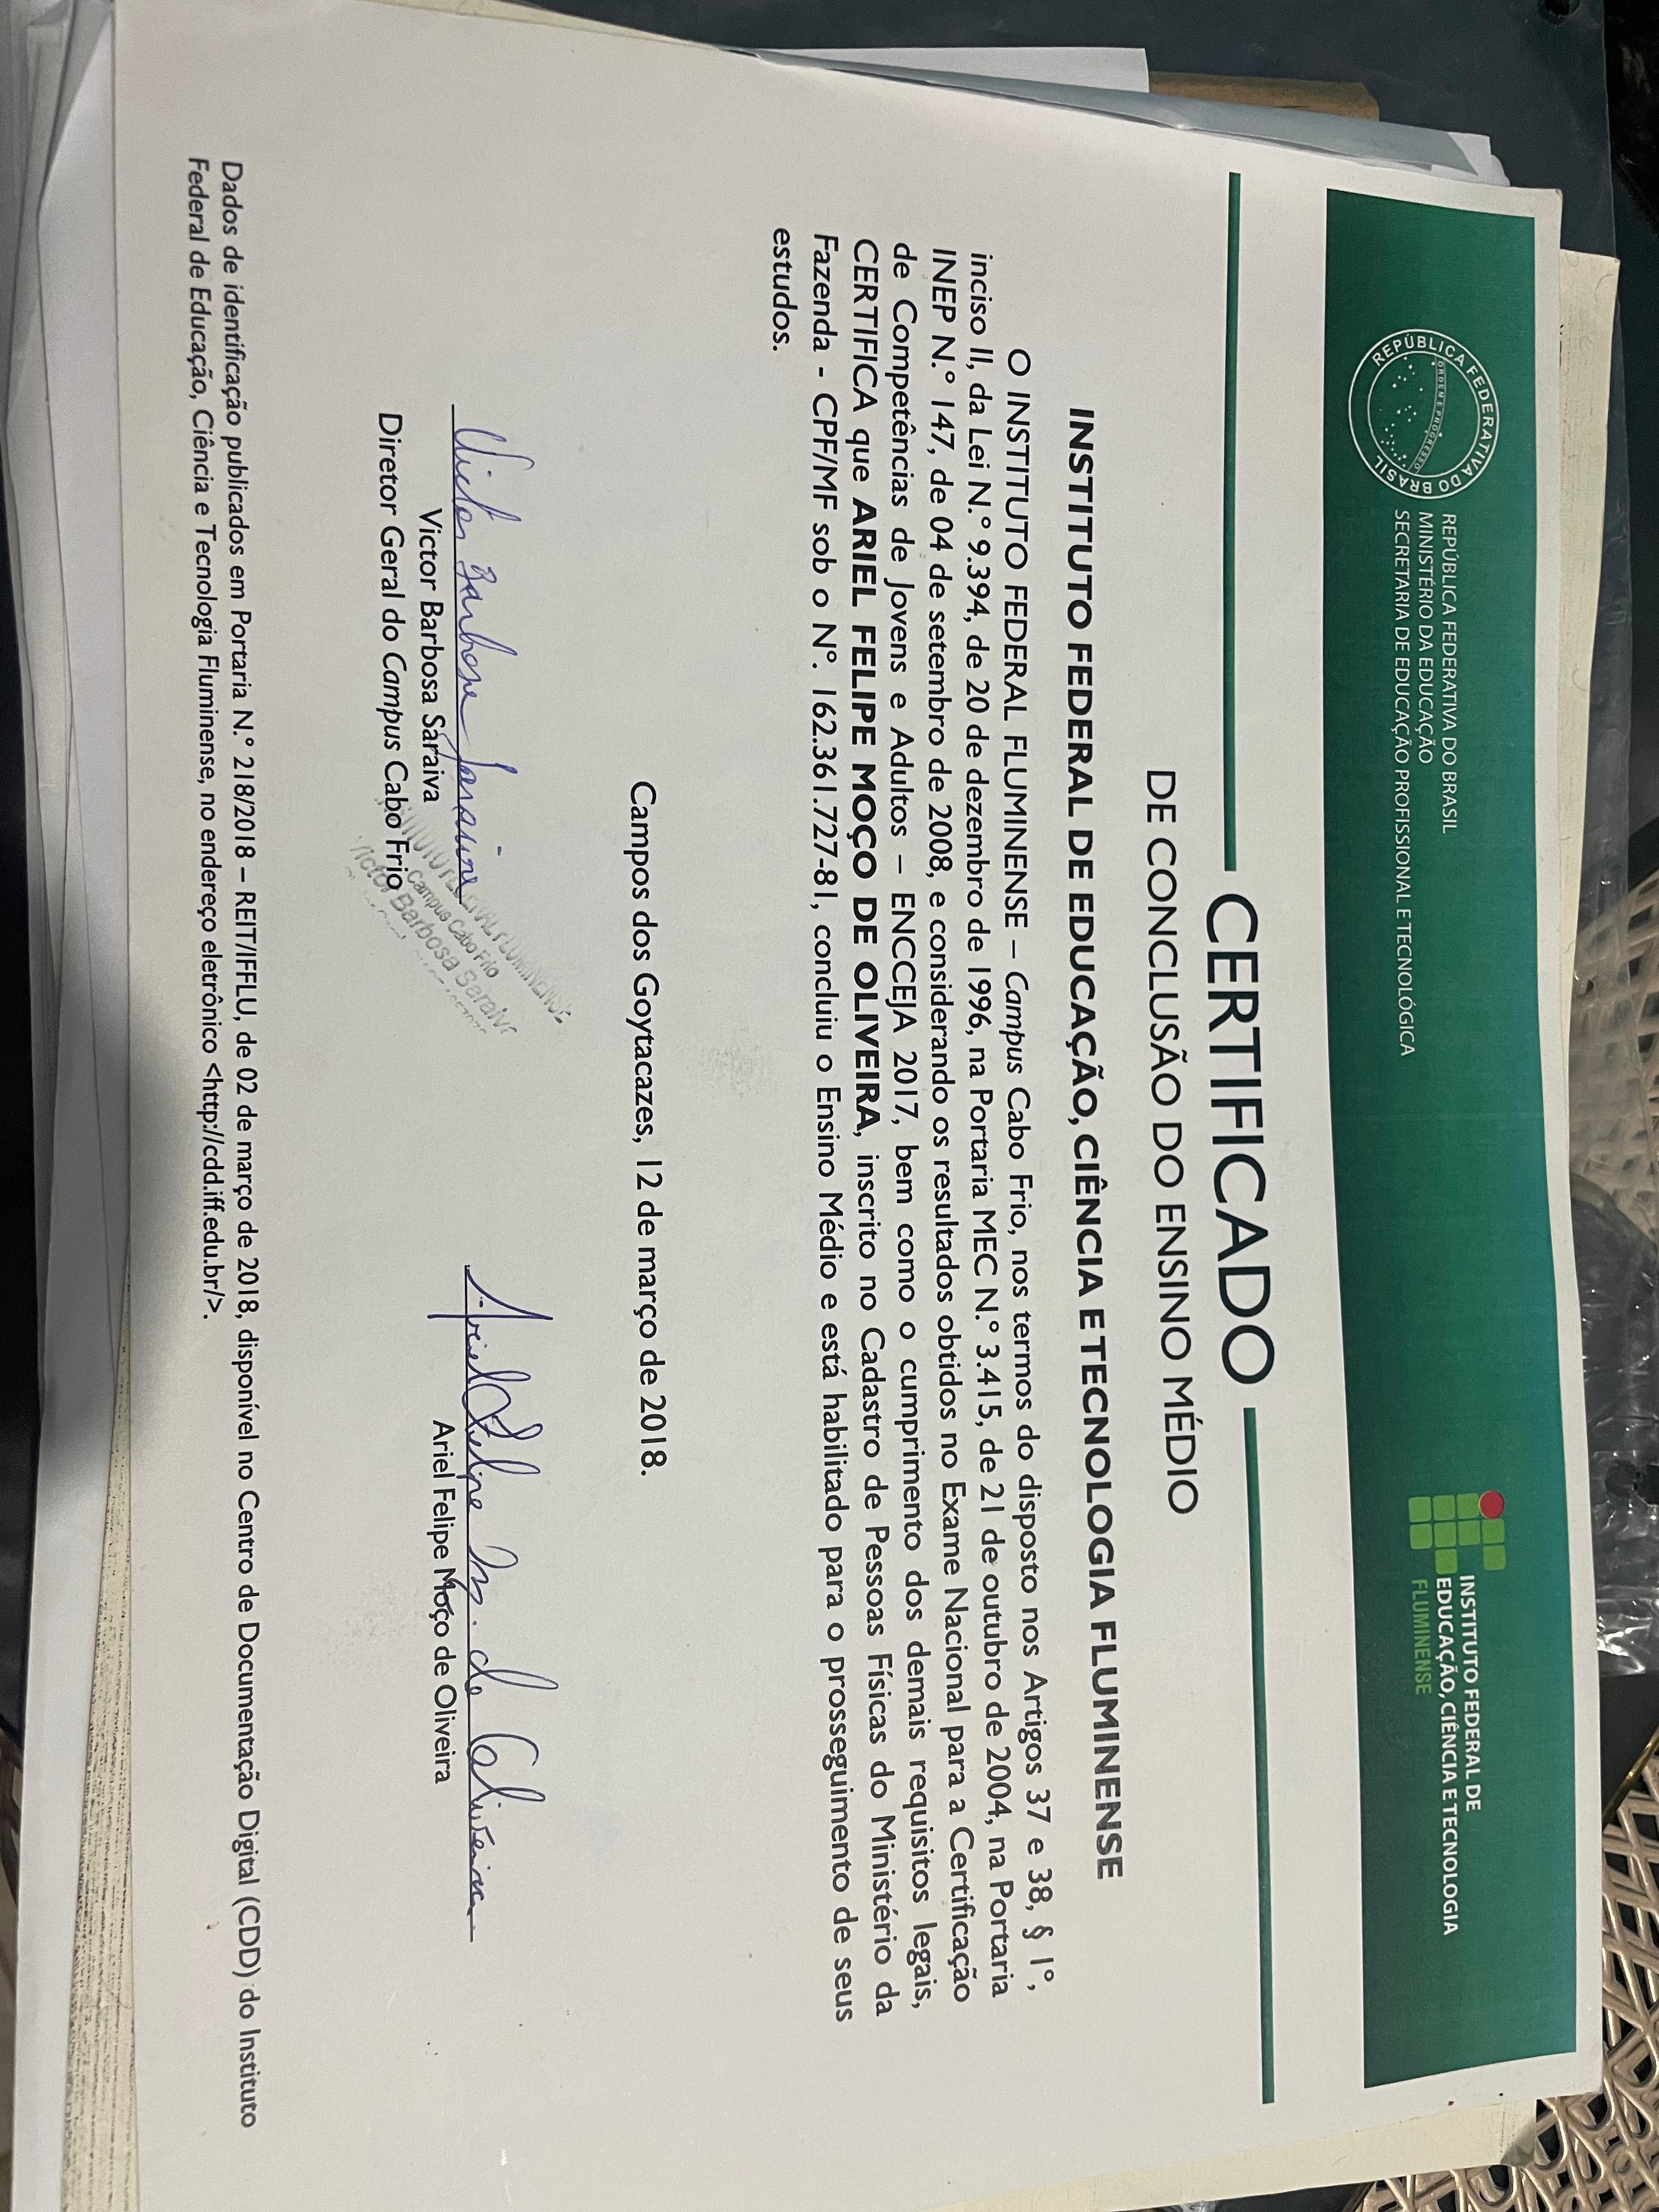 REPÚBLICA FEDERATIVA DO BRASIL
ORDEM E PROGRESSO
REPÚBLICA FEDERATIVA DO BRASIL
MINISTÉRIO DA EDUCAÇÃO
SECRETARIA DE EDUCAÇÃO PROFISSIONAL E TECNOLÓGICA
INSTITUTO FEDERAL DE
EDUCAÇÃO, CIÊNCIA E TECNOLOGIA
FLUMINENSE
CERTIFICADO
DE CONCLUSÃO DO ENSINO MÉDIO
INSTITUTO FEDERAL DE EDUCAÇÃO, CIÊNCIA E TECNOLOGIA FLUMINENSE
O INSTITUTO FEDERAL FLUMINENSE – Campus Cabo Frio, nos termos do disposto nos Artigos 37 e 38, § 1º,
inciso II, da Lei N.º 9.394, de 20 de dezembro de 1996, na Portaria MEC N.º 3.415, de 21 de outubro de 2004, na Portaria
INEP N.º 147, de 04 de setembro de 2008, e considerando os resultados obtidos no Exame Nacional para a Certificação
de Competências de Jovens e Adultos – ENCCEJA 2017, bem como o cumprimento dos demais requisitos legais,
CERTIFICA que ARIEL FELIPE MOÇO DE OLIVEIRA, inscrito no Cadastro de Pessoas Físicas do Ministério da
Fazenda - CPF/MF sob o Nº. 162.361.727-81, concluiu o Ensino Médio e está habilitado para o prosseguimento de seus
estudos.
Campos dos Goytacazes, 12 de março de 2018.
Victor Barbosa Saraiva
Victor Barbosa Saraiva
Diretor Geral do Campus Cabo Frio
Campus Cabo Frio
Victor Barbosa Saraiva
Ariel Felipe M. de Oliveira
Ariel Felipe Moço de Oliveira
Dados de identificação publicados em Portaria N.º 218/2018 – REIT/IFFLU, de 02 de março de 2018, disponível no Centro de Documentação Digital (CDD) do Instituto
Federal de Educação, Ciência e Tecnologia Fluminense, no endereço eletrônico <http://cdd.iff.edu.br/>.